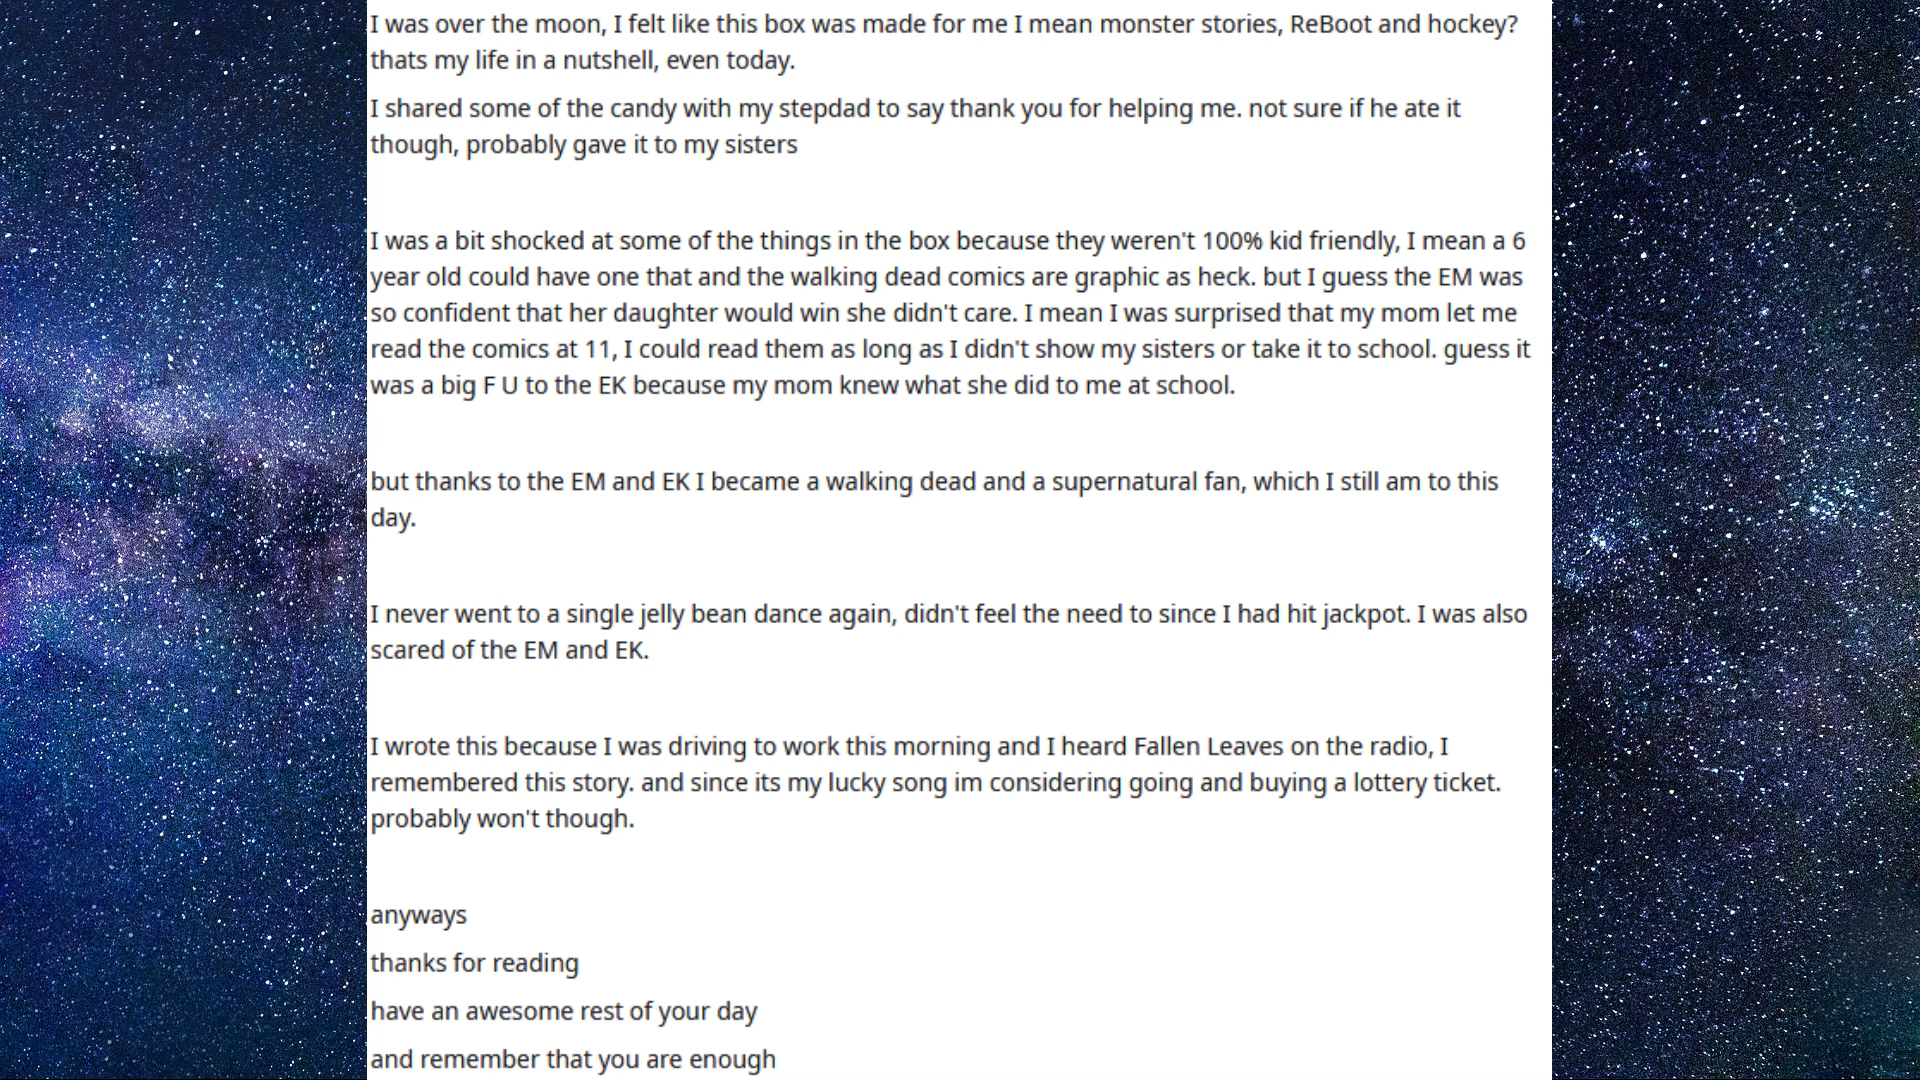 I was over the moon, I felt like this box was made for me I mean monster stories, ReBoot and hockey?
thats my life in a nutshell, even today.
I shared some of the candy with my stepdad to say thank you for helping me. not sure if he ate it
though, probably gave it to my sisters
I was a bit shocked at some of the things in the box because they weren't 100% kid friendly, I mean a 6
year old could have one that and the walking dead comics are graphic as heck. but I guess the EM was
so confident that her daughter would win she didn't care. I mean I was surprised that my mom let me
read the comics at 11, I could read them as long as I didn't show my sisters or take it to school. guess it
was a big F U to the EK because my mom knew what she did to me at school.
but thanks to the EM and EK I became a walking dead and a supernatural fan, which I still am to this
day.
I never went to a single jelly bean dance again, didn't feel the need to since I had hit jackpot. I was also
scared of the EM and EK.
I wrote this because I was driving to work this morning and I heard Fallen Leaves on the radio, I
remembered this story. and since its my lucky song im considering going and buying a lottery ticket.
probably won't though.
anyways
thanks for reading
have an awesome rest of your day
and remember that you are enough